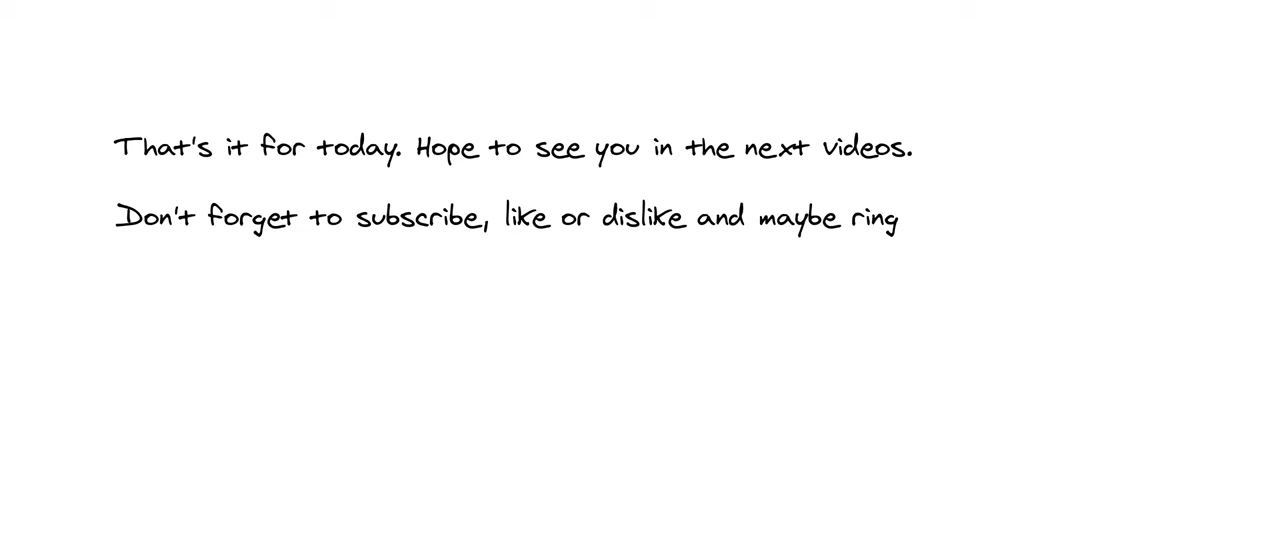 That's it for today. Hope to see you in the next videos.
Don't forget to subscribe, like or dislike and maybe ring